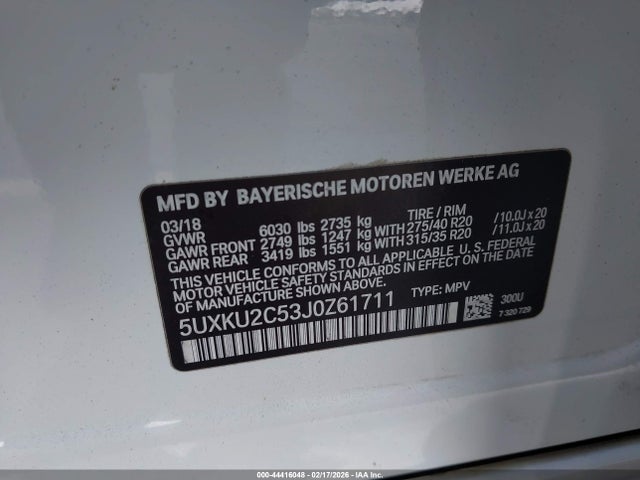 MFD BY BAYERISCHE MOTOREN WERKE AG
03/18 TIRE / RIM
GVWR 6030 lbs 2735 kg
GAWR FRONT 2749 lbs 1247 kg WITH 275/40 R20 /10.0J x 20
GAWR REAR 3419 lbs 1551 kg WITH 315/35 R20 /11.0J x 20
THIS VEHICLE CONFORMS TO ALL APPLICABLE U. S. FEDERAL
MOTOR VEHICLE SAFETY STANDARDS IN EFFECT ON THE DATE OF
MANUFACTURE SHOWN ABOVE.
5UXKU2C53J0Z61711 TYPE: MPV
300U
7 320 729
000-44416048 - 02/17/2026 - IAA Inc.